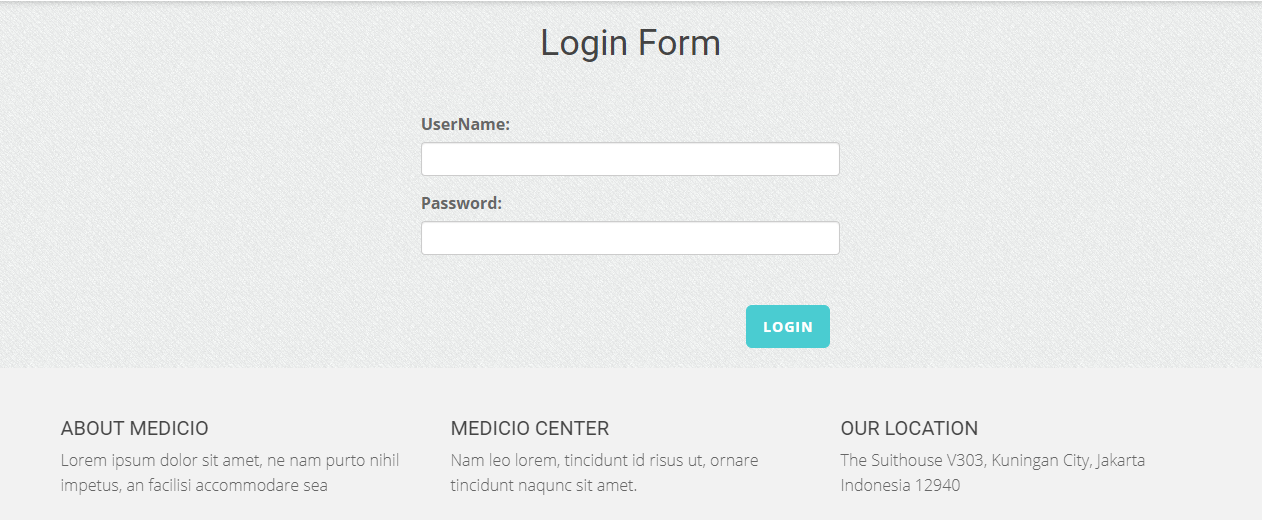 Login Form
UserName:
Password:
LOGIN
ABOUT MEDICIO
Lorem ipsum dolor sit amet, ne nam purto nihil
impetus, an facilisi accommodare sea
MEDICIO CENTER
Nam leo lorem, tincidunt id risus ut, ornare
tincidunt naqunc sit amet.
OUR LOCATION
The Suithouse V303, Kuningan City, Jakarta
Indonesia 12940